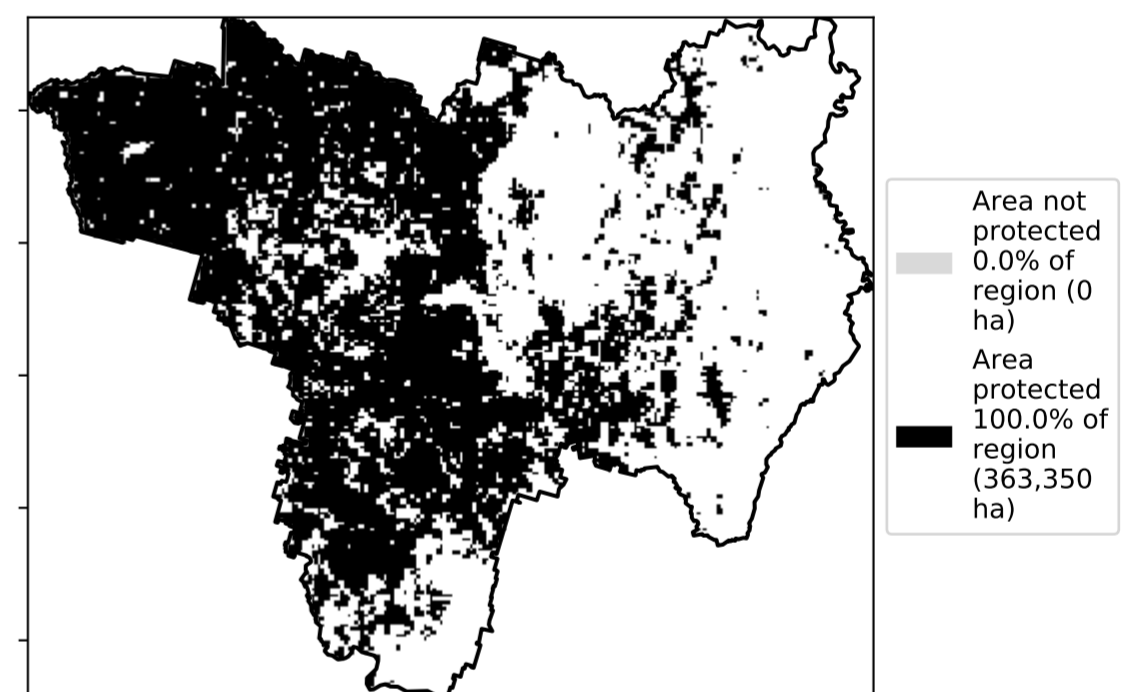 Area not
protected
0.0% of
region (0
ha)
Area
protected
100.0% of
region
(363,350
ha)